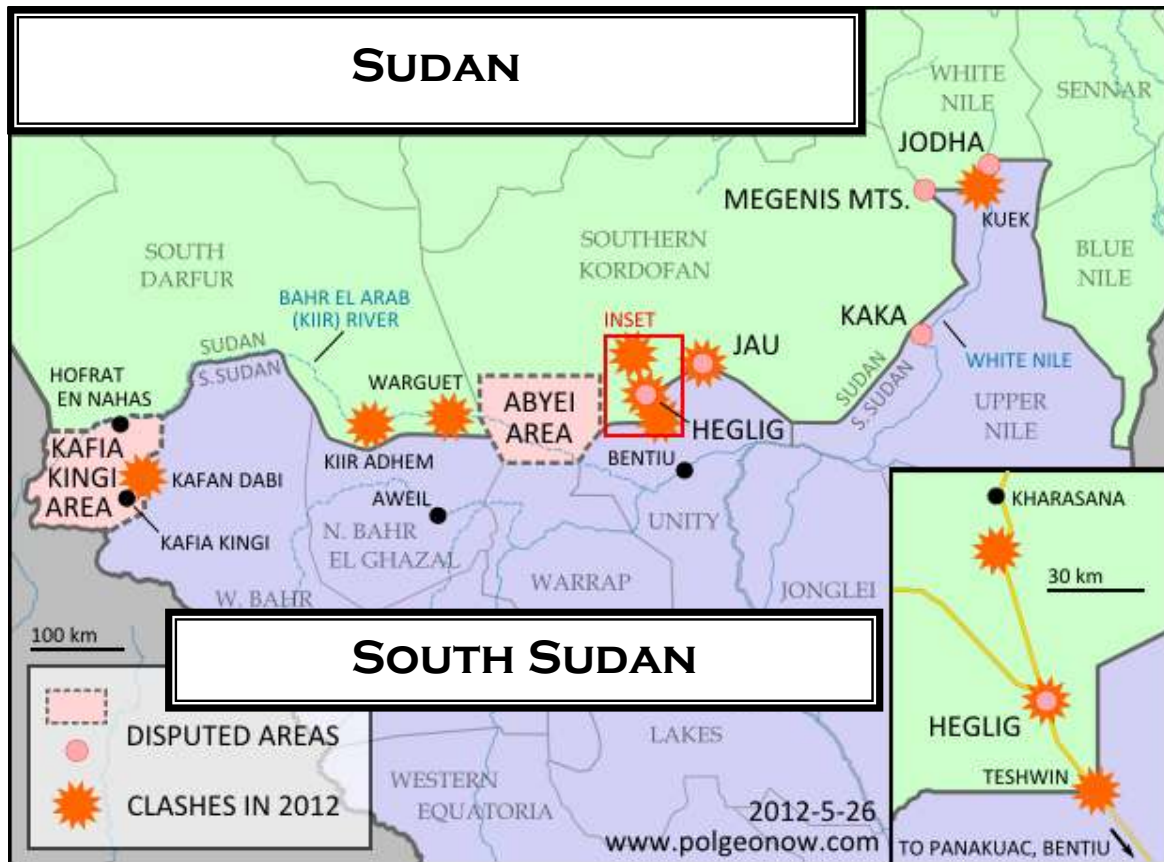 SUDAN
WHITE
NILE
SENNAR
JODHA
MEGENIS MTS.
KUEK
SOUTH
DARFUR
SOUTHERN
KORDOFAN
BLUE
NILE
BAHR EL ARAB
(KIIR) RIVER
INSET
KAKA
JAU
SUDAN
S. SUDAN
SUDAN
S. SUDAN
WHITE NILE
HOFRAT
EN NAHAS
WARGUET
ABYEI
AREA
UPPER
NILE
KAFIA
KINGI
AREA
HEGLIG
KIIR ADHEM
BENTIU
KAFAN DABI
AWEIL
KAFIA KINGI
N. BAHR
EL GHAZAL
UNITY
WARRAP
JONGLEI
W. BAHR
KHARASANA
30 km
100 km
SOUTH SUDAN
HEGLIG
TESHWIN
TO PANAKUAC, BENTIU
DISPUTED AREAS
CLASHES IN 2012
LAKES
WESTERN
EQUATORIA
2012-5-26
www.polgeonow.com